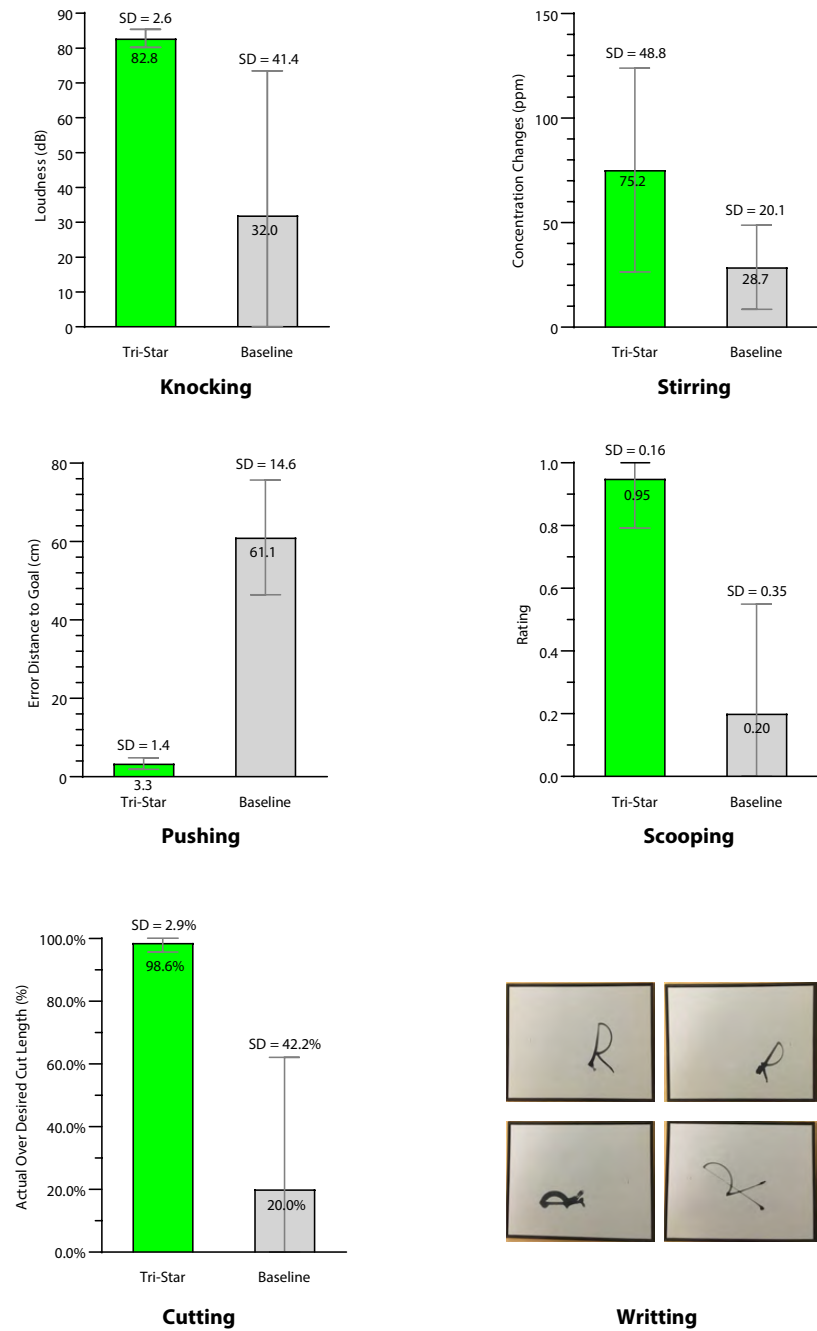 90
80
70
60
50
40
30
20
10
0
Loudness (dB)
SD = 2.6
82.8
SD = 41.4
32.0
Tri-Star Baseline
Knocking
150
100
50
0
Concentration Changes (ppm)
SD = 48.8
75.2
SD = 20.1
28.7
Tri-Star Baseline
Stirring
80
60
40
20
0
Error Distance to Goal (cm)
SD = 1.4
3.3
SD = 14.6
61.1
Tri-Star Baseline
Pushing
1.0
0.8
0.6
0.4
0.2
0.0
Rating
SD = 0.16
0.95
SD = 0.35
0.20
Tri-Star Baseline
Scooping
100.0%
80.0%
60.0%
40.0%
20.0%
0.0%
Actual Over Desired Cut Length (%)
SD = 2.9%
98.6%
SD = 42.2%
20.0%
Tri-Star Baseline
Cutting
R
R
R
R
Writting